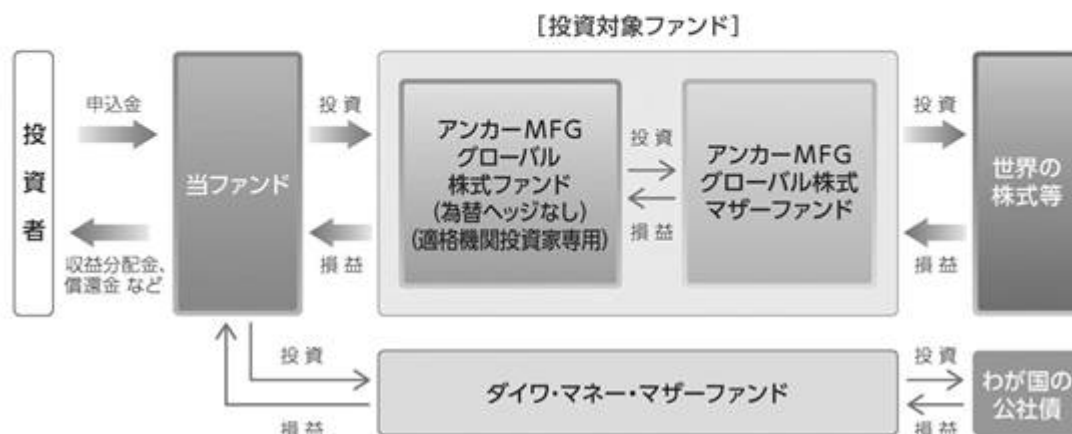 [投資対象ファンド]
投資者
申込金
収益分配金、
償還金 など
当ファンド
投 資
損 益
アンカーMFG
グローバル
株式ファンド
(為替ヘッジなし)
(適格機関投資家専用)
投 資
損 益
アンカーMFG
グローバル株式
マザーファンド
投 資
損 益
世界の
株式等
投 資
損 益
ダイワ・マネー・マザーファンド
投 資
損 益
わが国の
公社債